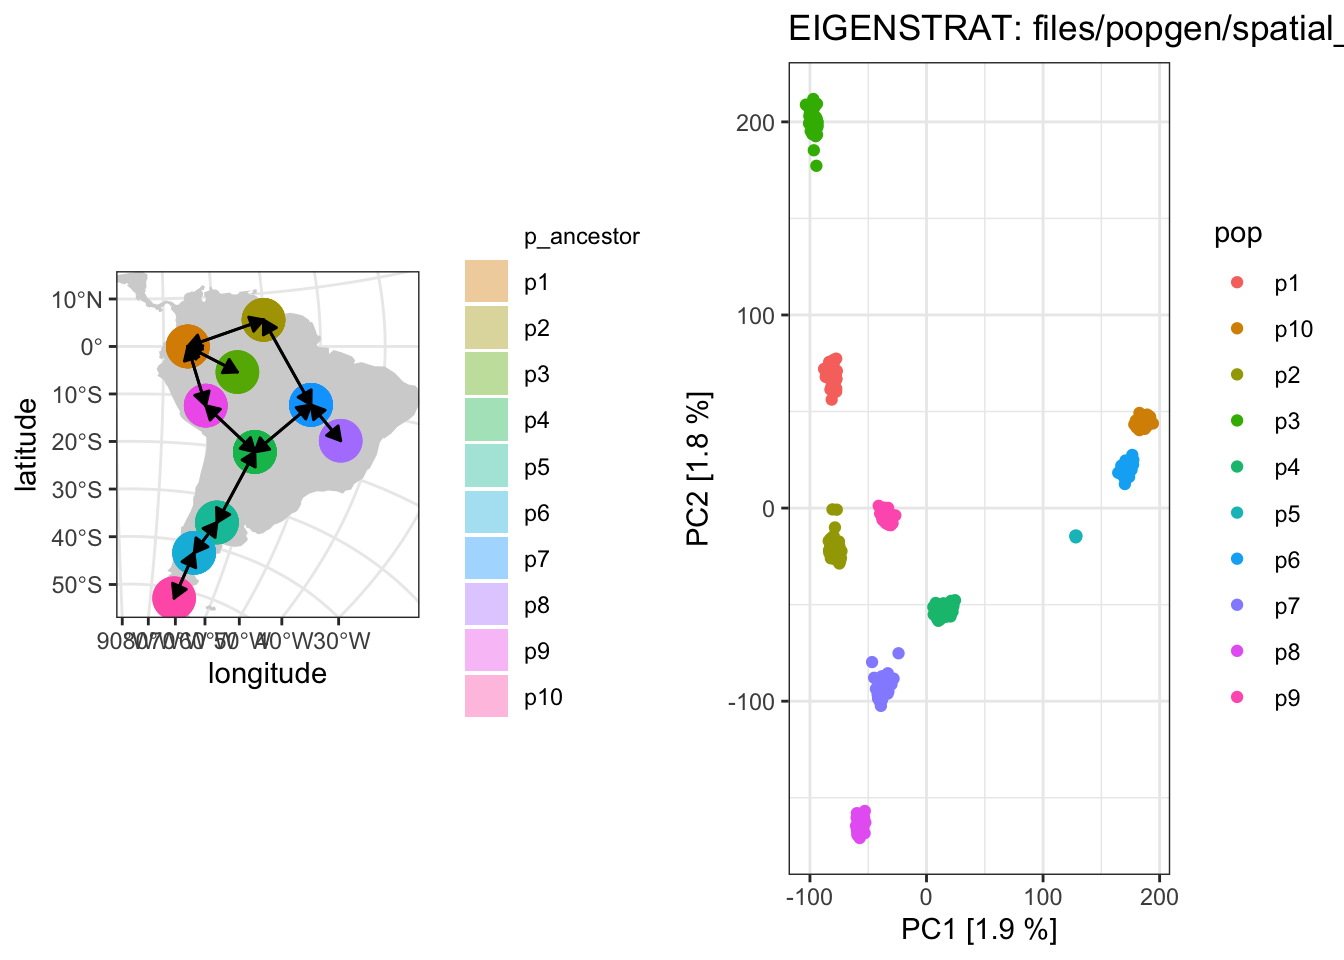 EIGENSTRAT: files/popgen/spatial_
p_ancestor
p1
p2
p3
p4
p5
p6
p7
p8
p9
p10
10°N
0°
10°S
20°S
30°S
40°S
50°S
40°W
30°W
latitude
longitude
200
100
0
-100
-100
0
100
200
PC2 [1.8 %]
PC1 [1.9 %]
pop
p1
p10
p2
p3
p4
p5
p6
p7
p8
p9